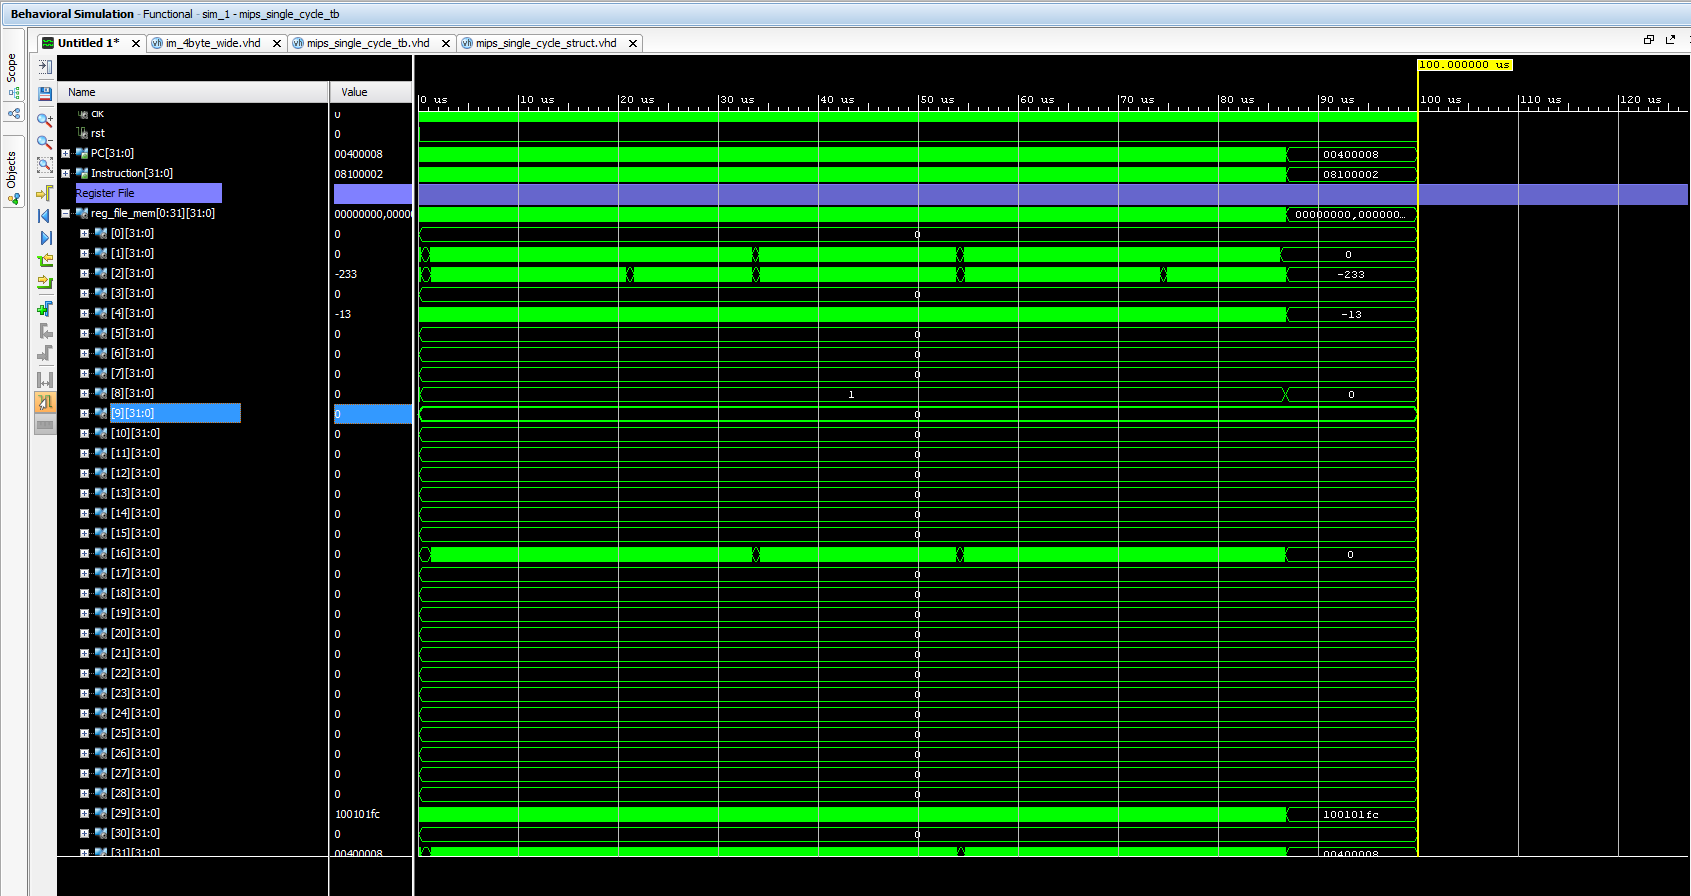 Behavioral Simulation - Functional - sim_1 - mips_single_cycle_tb
Untitled 1* im_4byte_wide.vhd mips_single_cycle_tb.vhd mips_single_cycle_struct.vhd
Scope
Objects
100.000000 us
Name Value
0 us 10 us 20 us 30 us 40 us 50 us 60 us 70 us 80 us 90 us 100 us 110 us 120 us
clk 0
rst 0
PC[31:0] 00400008 00400008
Instruction[31:0] 08100002 08100002
Register File
reg_file_mem[0:31][31:0] 00000000,0000 00000000,000000...
[0][31:0] 0 0
[1][31:0] 0 0
[2][31:0] -233 -233
[3][31:0] 0 0
[4][31:0] -13 -13
[5][31:0] 0 0
[6][31:0] 0 0
[7][31:0] 0 0
[8][31:0] 0 1 0
[9][31:0] 0 0
[10][31:0] 0 0
[11][31:0] 0 0
[12][31:0] 0 0
[13][31:0] 0 0
[14][31:0] 0 0
[15][31:0] 0 0
[16][31:0] 0 0
[17][31:0] 0 0
[18][31:0] 0 0
[19][31:0] 0 0
[20][31:0] 0 0
[21][31:0] 0 0
[22][31:0] 0 0
[23][31:0] 0 0
[24][31:0] 0 0
[25][31:0] 0 0
[26][31:0] 0 0
[27][31:0] 0 0
[28][31:0] 0 0
[29][31:0] 100101fc 100101fc
[30][31:0] 0 0
[31][31:0] 00400008 00400008